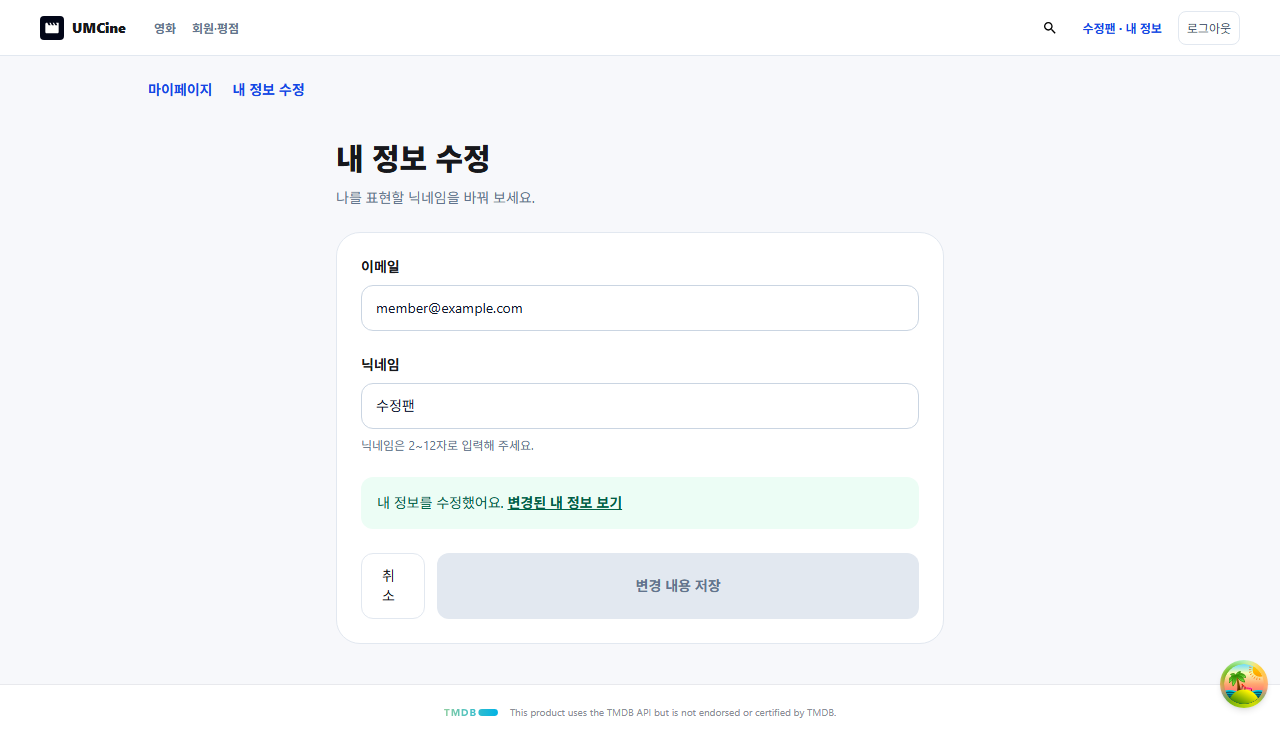 UMCine 영화 회원·평점 수정팬 · 내 정보 로그아웃
마이페이지 내 정보 수정
내 정보 수정
나를 표현할 닉네임을 바꿔 보세요.
이메일
member@example.com
닉네임
수정팬
닉네임은 2~12자로 입력해 주세요.
내 정보를 수정했어요. 변경된 내 정보 보기
취
소
변경 내용 저장
TMDB This product uses the TMDB API but is not endorsed or certified by TMDB.